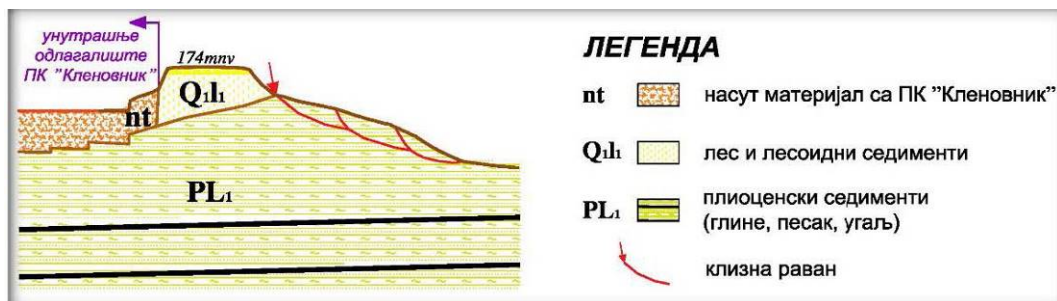 унутрашње
одлагалиште
ПК "Кленовник"
174mnv
Q1l1
nt
PL1
ЛЕГЕНДА
nt насут материјал са ПК "Кленовник"
Q1l1 лес и лесоидни седименти
PL1 плиоценски седименти
(глине, песак, угаљ)
клизна раван